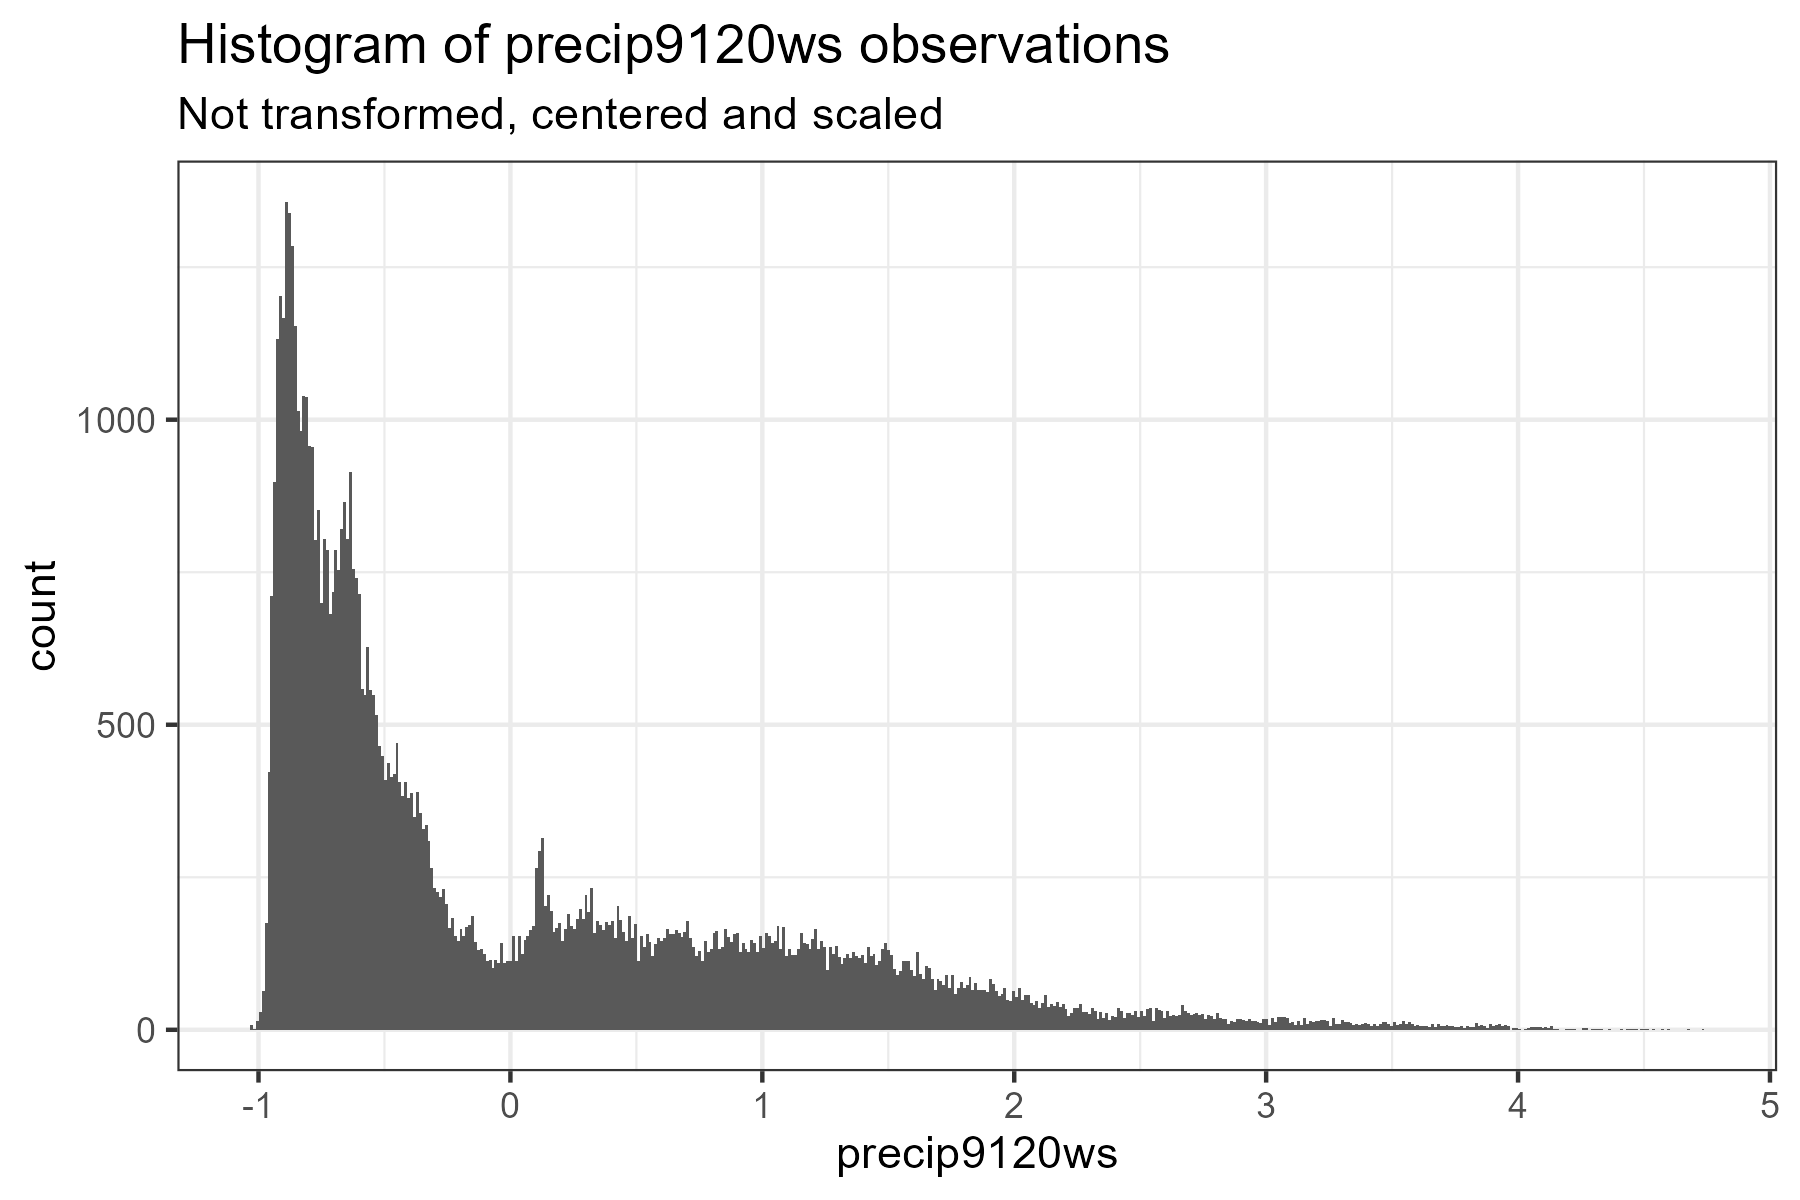 Histogram of precip9120ws observations
Not transformed, centered and scaled
count
1000
500
0
-1 0 1 2 3 4 5
precip9120ws